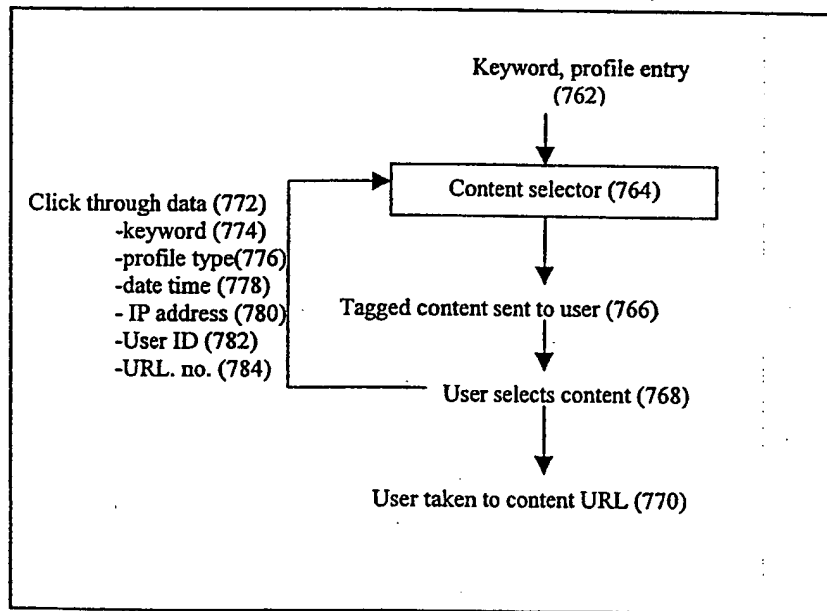 Keyword, profile entry
(762)
Content selector (764)
Click through data (772)
-keyword (774)
-profile type(776)
-date time (778)
- IP address (780)
-User ID (782)
-URL. no. (784)
Tagged content sent to user (766)
User selects content (768)
User taken to content URL (770)